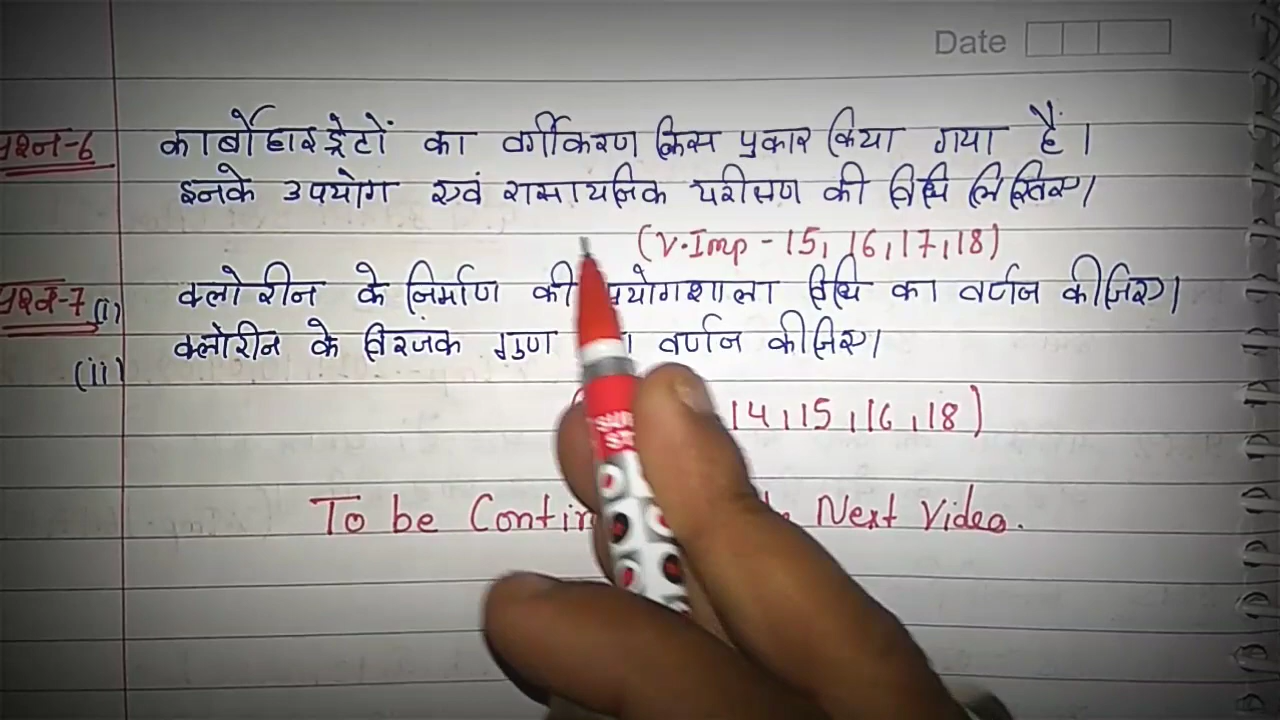 Date
प्रश्न-6 कार्बोहाइड्रेटों का वर्गीकरण किस प्रकार किया गया हैं।
इनके उपयोग एवं रासायनिक परीक्षण की विधि लिखिए।
(V.Imp - 15, 16, 17, 18)
प्रश्न-7 (i) क्लोरीन के निर्माण की प्रयोगशाला विधि का वर्णन कीजिए।
(ii) क्लोरीन के विरंजक गुण वर्णन कीजिए।
14, 15, 16, 18)
To be Next Video.